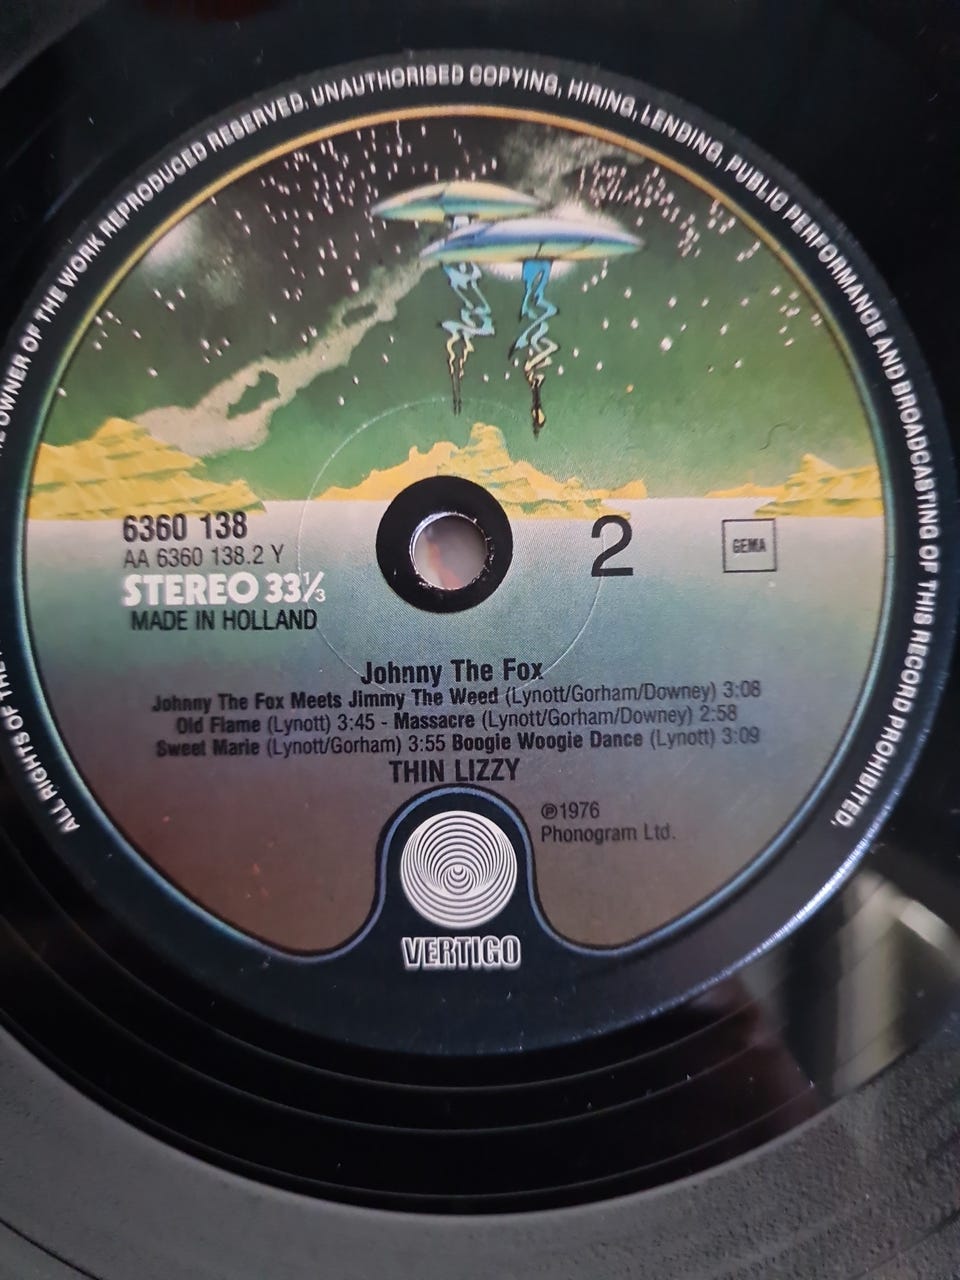 ALL RIGHTS OF THE
OWNER OF THE WORK REPRODUCED RESERVED. UNAUTHORISED COPYING, HIRING, LENDING, PUBLIC PERFORMANCE AND BROADCASTING OF THIS RECORD PROHIBITED.
6360 138
AA 6360 138.2 Y
STEREO 33⅓
MADE IN HOLLAND
2
GEMA
Johnny The Fox
Johnny The Fox Meets Jimmy The Weed (Lynott/Gorham/Downey) 3:08
Old Flame (Lynott) 3:45 - Massacre (Lynott/Gorham/Downey) 2:58
Sweet Marie (Lynott/Gorham) 3:55 Boogie Woogie Dance (Lynott) 3:09
THIN LIZZY
℗1976
Phonogram Ltd.
VERTIGO